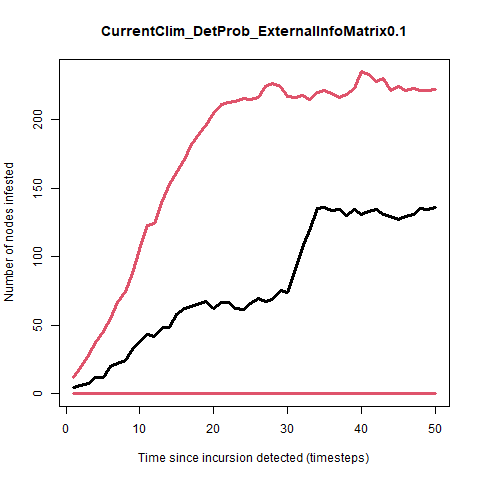 CurrentClim_DetProb_ExternalInfoMatrix0.1
Number of nodes infested
200
150
100
50
0
0 10 20 30 40 50
Time since incursion detected (timesteps)